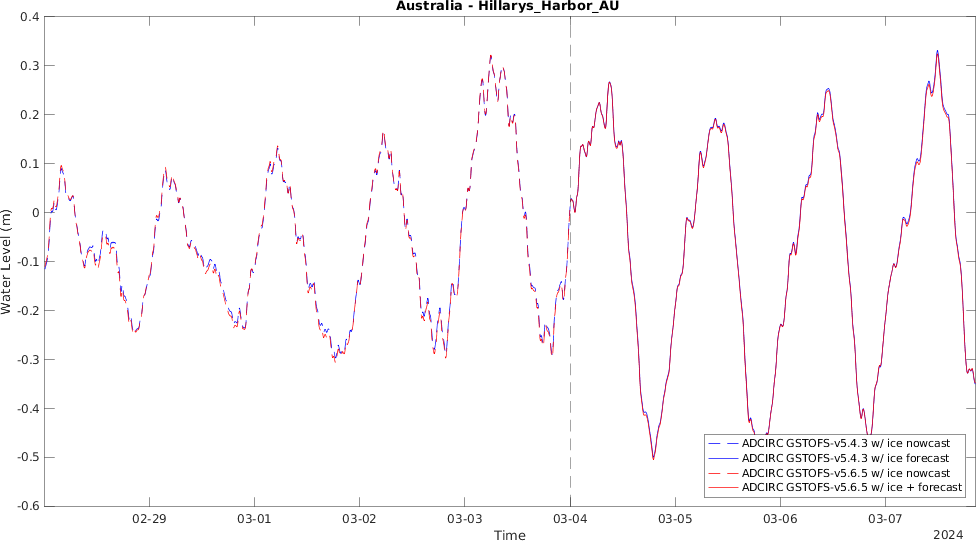 Australia - Hillarys_Harbor_AU
0.4
0.3
0.2
0.1
0
-0.1
-0.2
-0.3
-0.4
-0.5
-0.6
Water Level (m)
02-29
03-01
03-02
03-03
03-04
03-05
03-06
03-07
Time
2024
ADCIRC GSTOFS-v5.4.3 w/ ice nowcast
ADCIRC GSTOFS-v5.4.3 w/ ice forecast
ADCIRC GSTOFS-v5.6.5 w/ ice nowcast
ADCIRC GSTOFS-v5.6.5 w/ ice + forecast